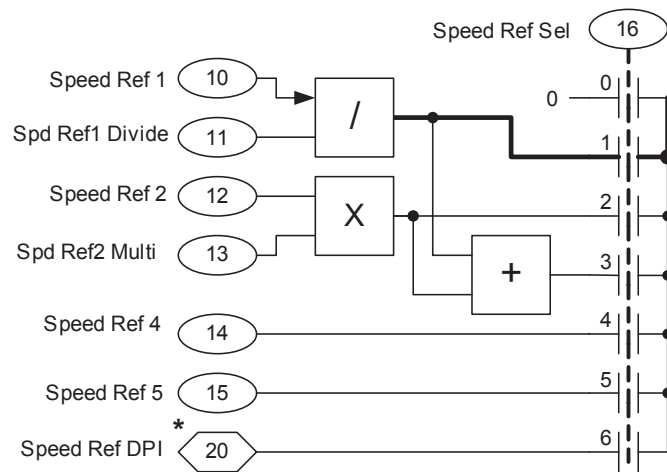 Speed Ref Sel 16
Speed Ref 1 10
/
0 0
Spd Ref1 Divide 11
1
Speed Ref 2 12
X
2
Spd Ref2 Multi 13
+
3
Speed Ref 4 14
4
Speed Ref 5 15
5
*
Speed Ref DPI 20
6